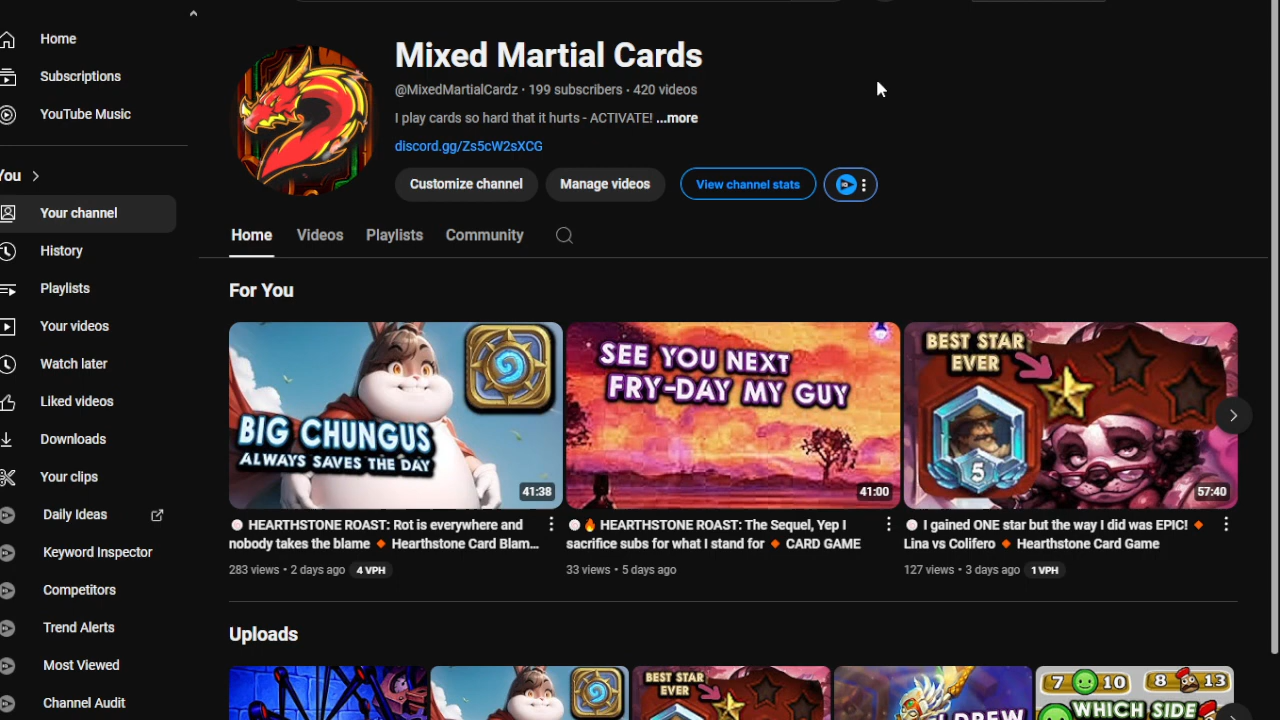 Home
Subscriptions
YouTube Music
You
Your channel
History
Playlists
Your videos
Watch later
Liked videos
Downloads
Your clips
Daily Ideas
Keyword Inspector
Competitors
Trend Alerts
Most Viewed
Channel Audit
Mixed Martial Cards
@MixedMartialCardz • 199 subscribers • 420 videos
I play cards so hard that it hurts - ACTIVATE! ...more
discord.gg/Zs5cW2sXCG
Customize channel
Manage videos
View channel stats
Home
Videos
Playlists
Community
For You
BIG CHUNGUS
ALWAYS SAVES THE DAY
41:38
HEARTHSTONE ROAST: Rot is everywhere and
nobody takes the blame 🔸 Hearthstone Card Blam...
283 views • 2 days ago 4 VPH
SEE YOU NEXT
FRY-DAY MY GUY
41:00
🔥 HEARTHSTONE ROAST: The Sequel, Yep I
sacrifice subs for what I stand for 🔸 CARD GAME
33 views • 5 days ago
BEST STAR
EVER
5
57:40
I gained ONE star but the way I did was EPIC! 🔸
Lina vs Colifero 🔸 Hearthstone Card Game
127 views • 3 days ago 1 VPH
Uploads
BEST STAR
EVER
DREW
7 10
8 13
WHICH SIDE